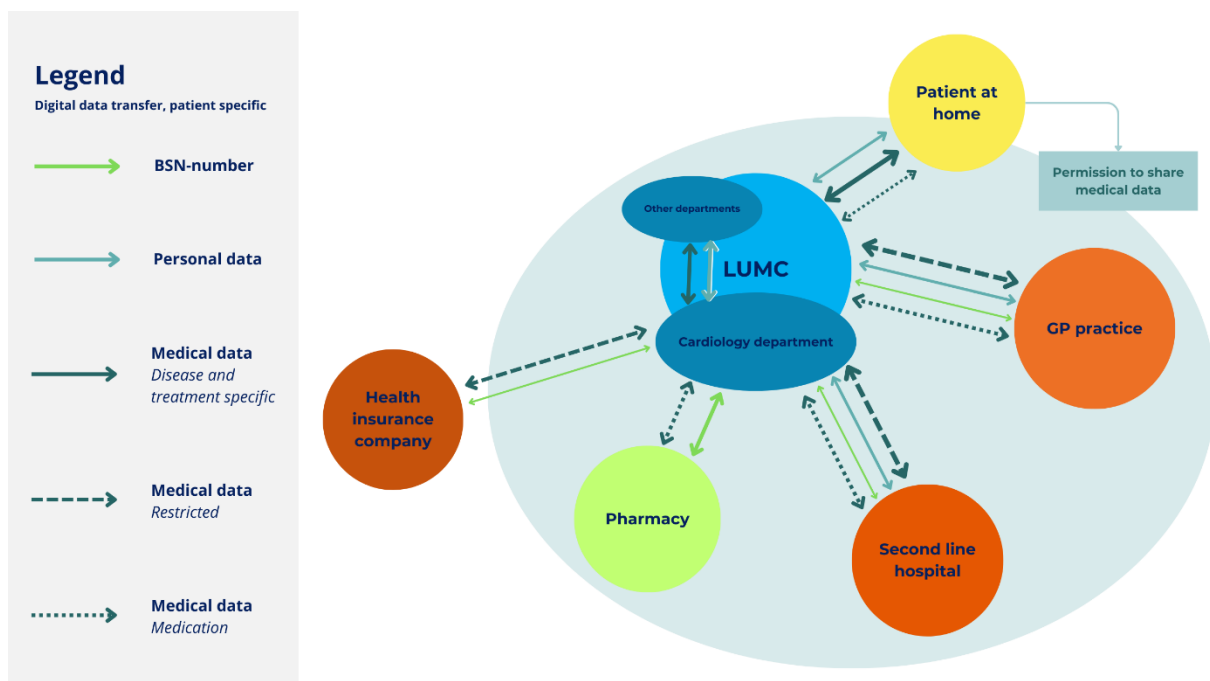 Legend
Digital data transfer, patient specific
BSN-number
Personal data
Medical data
Disease and
treatment specific
Medical data
Restricted
Medical data
Medication
Patient at
home
Permission to share
medical data
Other departments
LUMC
Cardiology department
GP practice
Health
insurance
company
Pharmacy
Second line
hospital